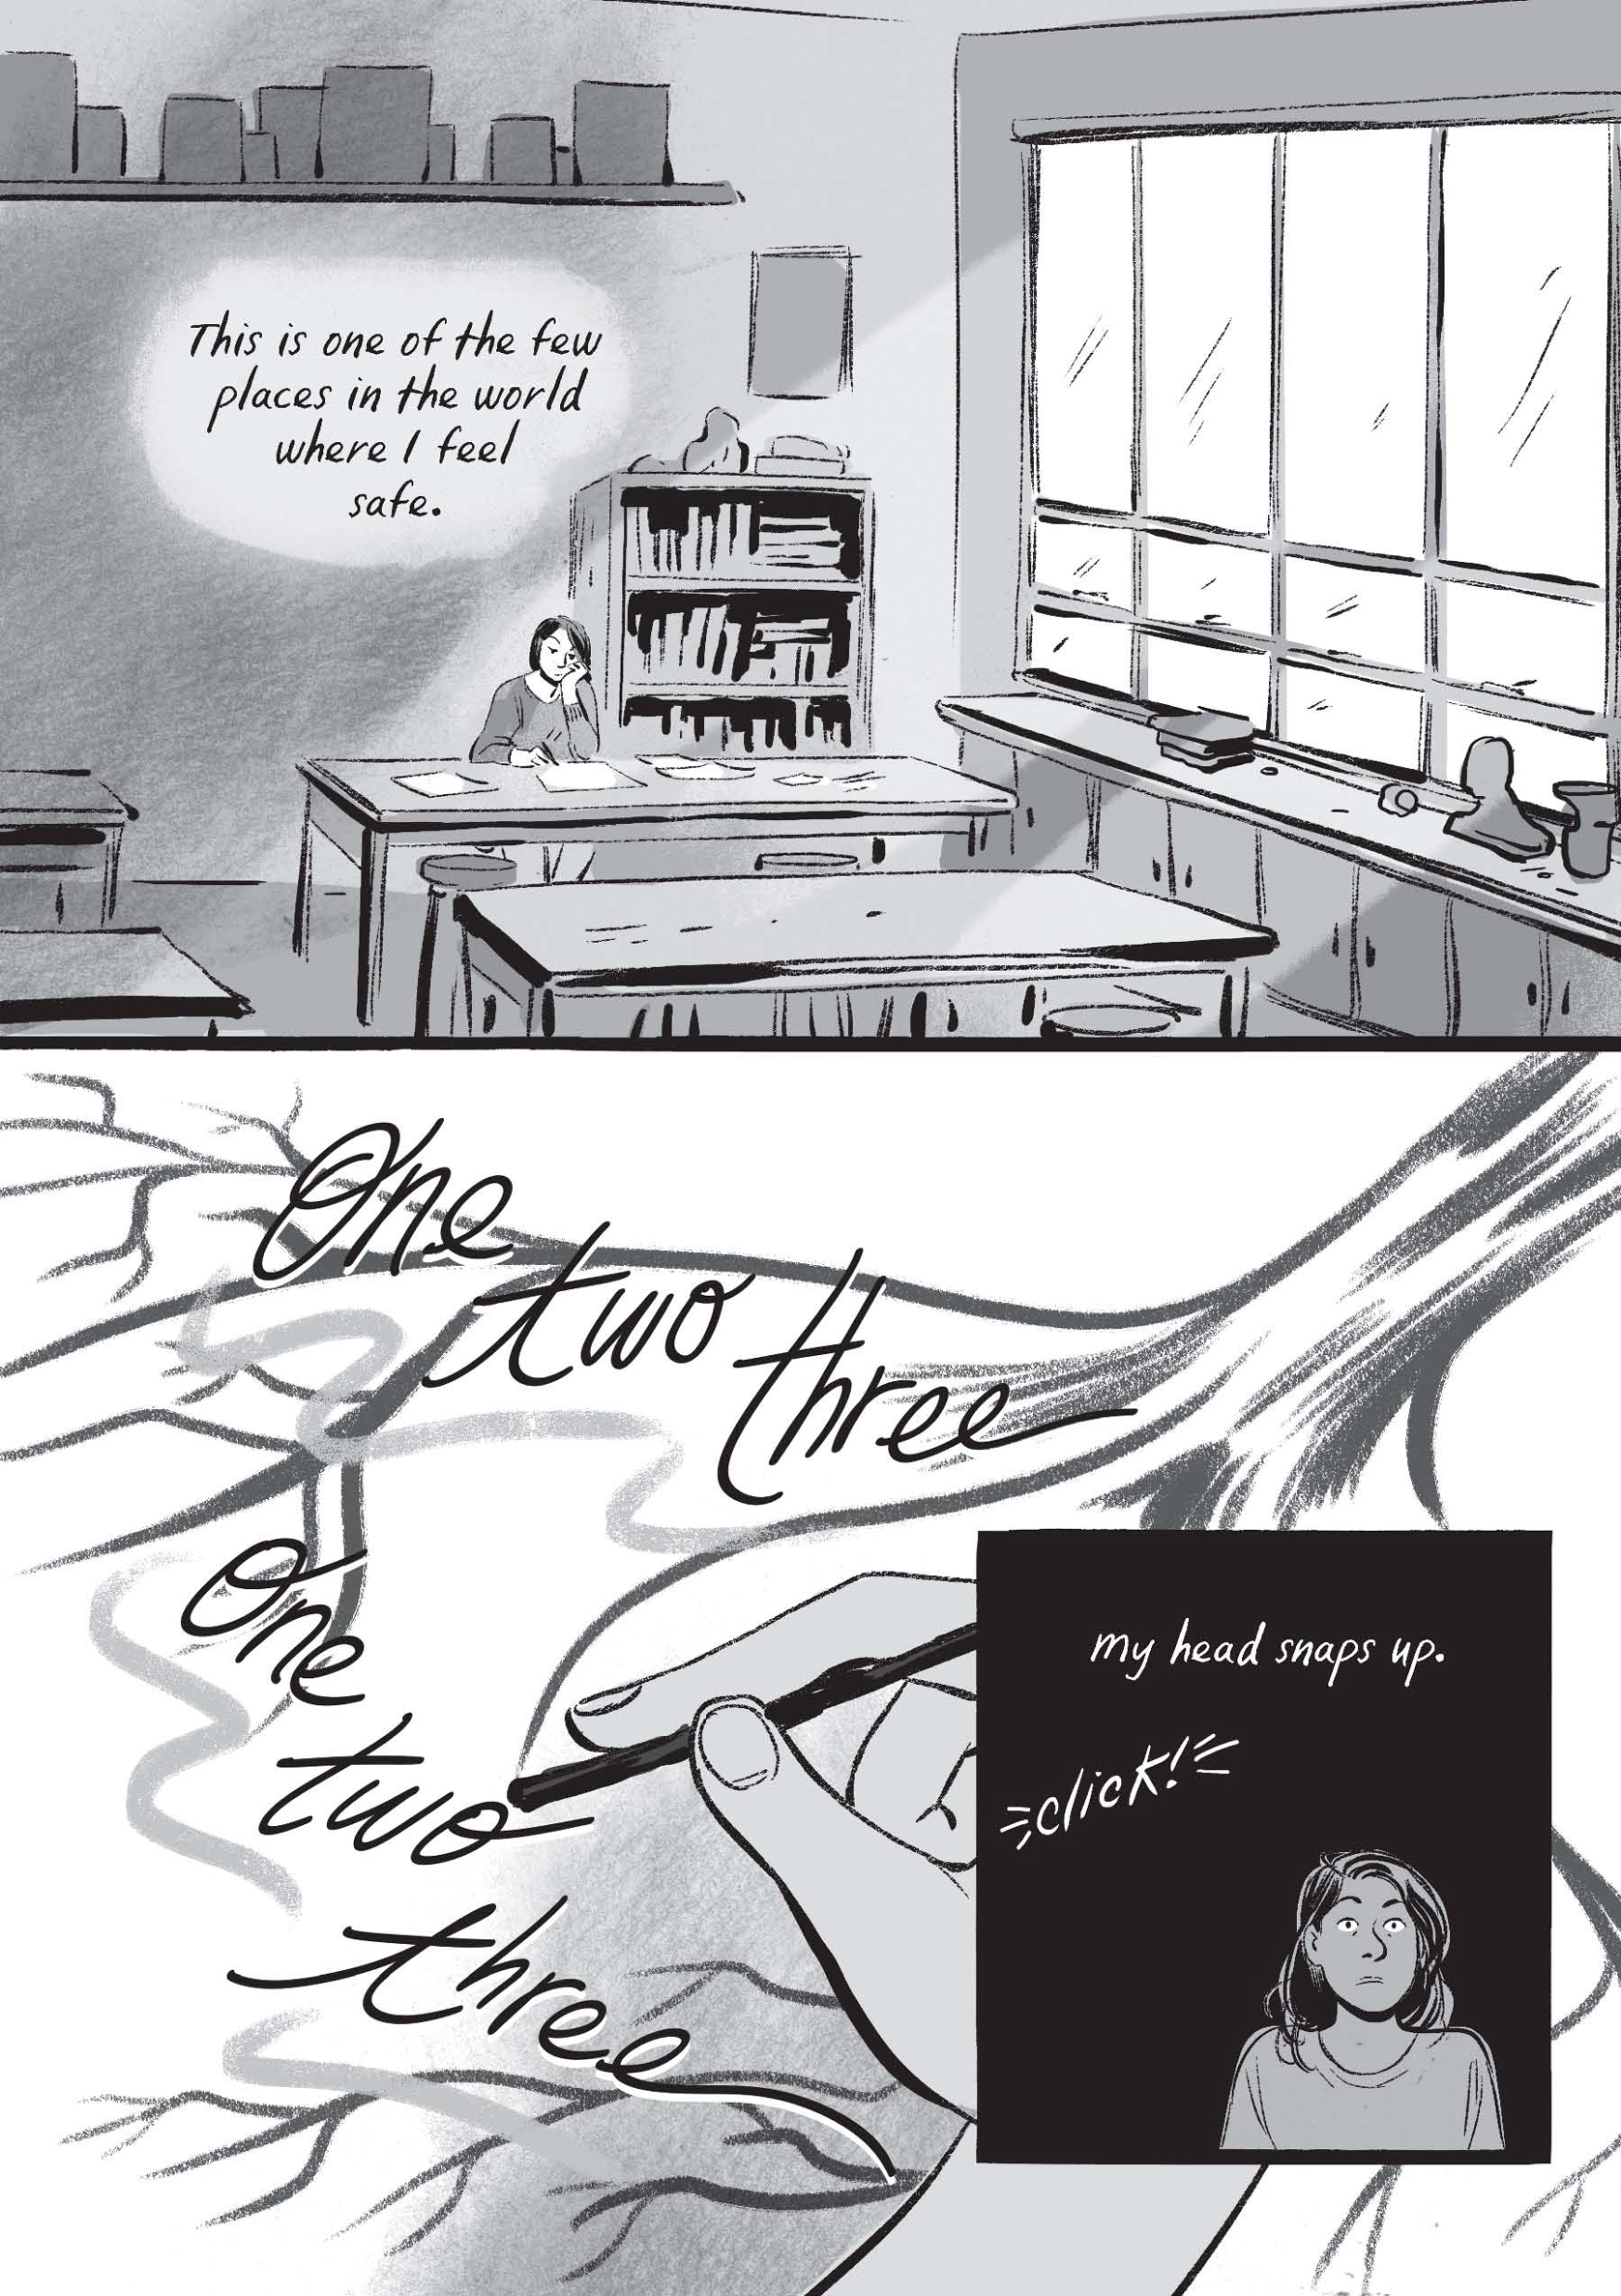 This is one of the few
places in the world
where I feel
safe.
One
two
three
One
two
three
my head snaps up.
click!